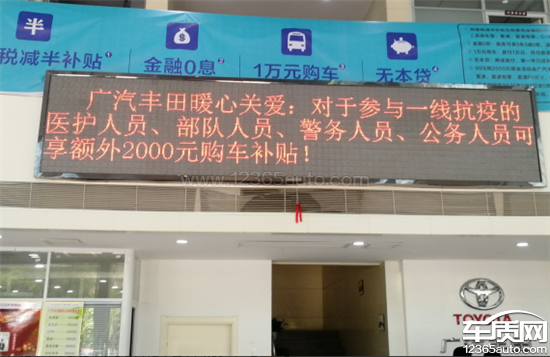 半
税减半补贴
$
金融0息
1万元购车
无本贷
广汽丰田暖心关爱：对于参与一线抗疫的
医护人员、部队人员、警务人员、公务人员可
享额外2000元购车补贴！
www.12365auto.com
TOYOTA
车质网
12365auto.com